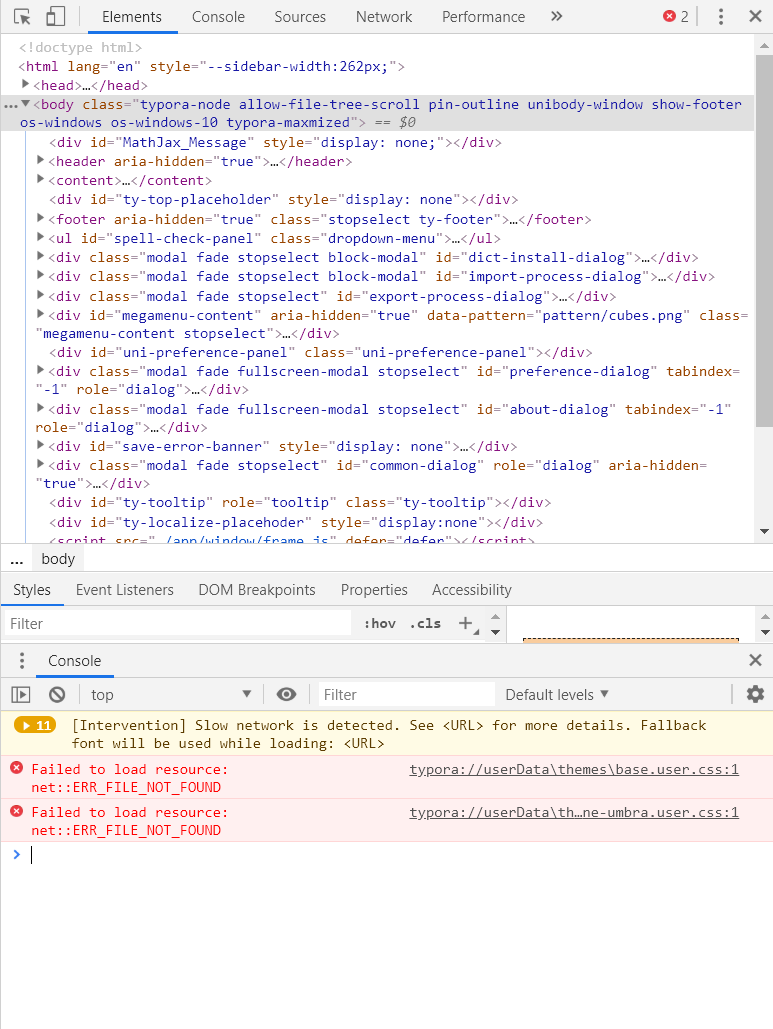 Elements Console Sources Network Performance » 2
<!doctype html>
<html lang="en" style="--sidebar-width:262px;">
<head>…</head>
…<body class="typora-node allow-file-tree-scroll pin-outline unibody-window show-footer
os-windows os-windows-10 typora-maxmized"> == $0
<div id="MathJax_Message" style="display: none;"></div>
<header aria-hidden="true">…</header>
<content>…</content>
<div id="ty-top-placeholder" style="display: none"></div>
<footer aria-hidden="true" class="stopselect ty-footer">…</footer>
<ul id="spell-check-panel" class="dropdown-menu">…</ul>
<div class="modal fade stopselect block-modal" id="dict-install-dialog">…</div>
<div class="modal fade stopselect block-modal" id="import-process-dialog">…</div>
<div class="modal fade stopselect" id="export-process-dialog">…</div>
<div id="megamenu-content" aria-hidden="true" data-pattern="pattern/cubes.png" class=
"megamenu-content stopselect">…</div>
<div id="uni-preference-panel" class="uni-preference-panel"></div>
<div class="modal fade fullscreen-modal stopselect" id="preference-dialog" tabindex=
"-1" role="dialog">…</div>
<div class="modal fade fullscreen-modal stopselect" id="about-dialog" tabindex="-1"
role="dialog">…</div>
<div id="save-error-banner" style="display: none">…</div>
<div class="modal fade stopselect" id="common-dialog" role="dialog" aria-hidden=
"true">…</div>
<div id="ty-tooltip" role="tooltip" class="ty-tooltip"></div>
<div id="ty-localize-placehoder" style="display:none"></div>
<script src="./app/window/frame.js" defer="defer"></script>
… body
Styles Event Listeners DOM Breakpoints Properties Accessibility
Filter :hov .cls +
Console
top Filter Default levels
11 [Intervention] Slow network is detected. See <URL> for more details. Fallback
font will be used while loading: <URL>
Failed to load resource: typora://userData\themes\base.user.css:1
net::ERR_FILE_NOT_FOUND
Failed to load resource: typora://userData\th…ne-umbra.user.css:1
net::ERR_FILE_NOT_FOUND
>